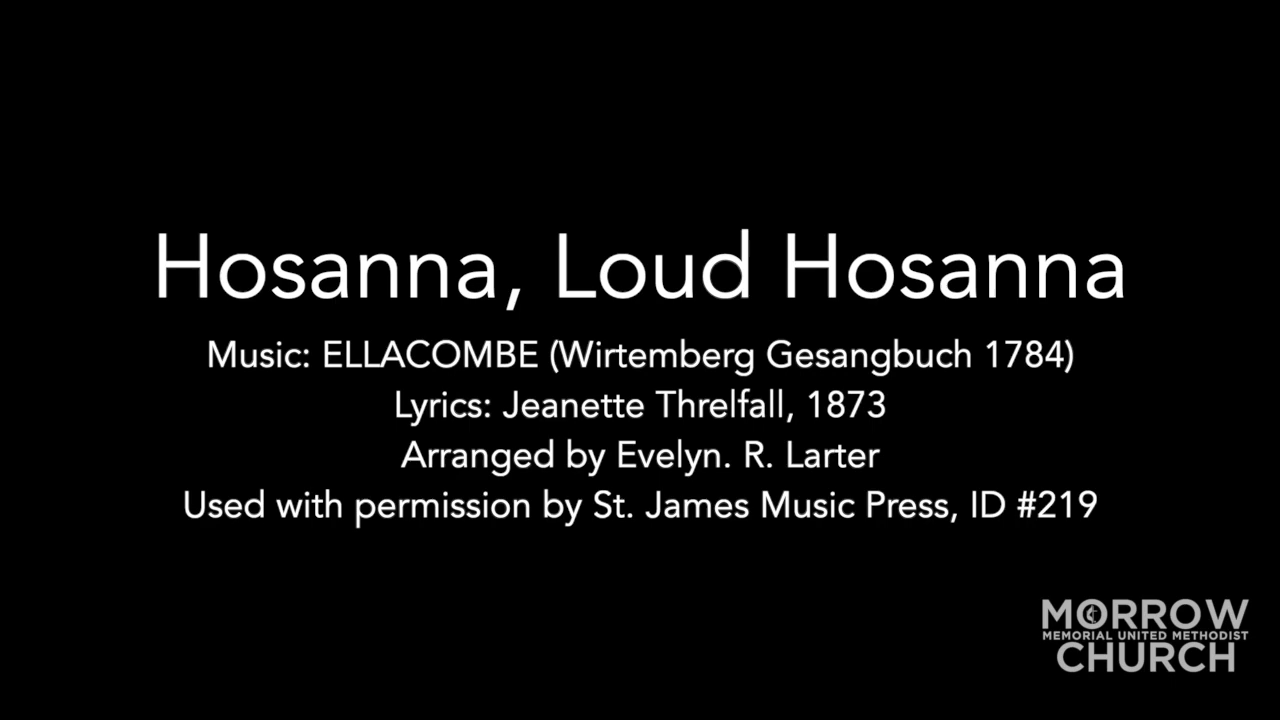 Hosanna, Loud Hosanna
Music: ELLACOMBE (Wirtemberg Gesangbuch 1784)
Lyrics: Jeanette Threlfall, 1873
Arranged by Evelyn. R. Larter
Used with permission by St. James Music Press, ID #219
MORROW
MEMORIAL UNITED METHODIST
CHURCH